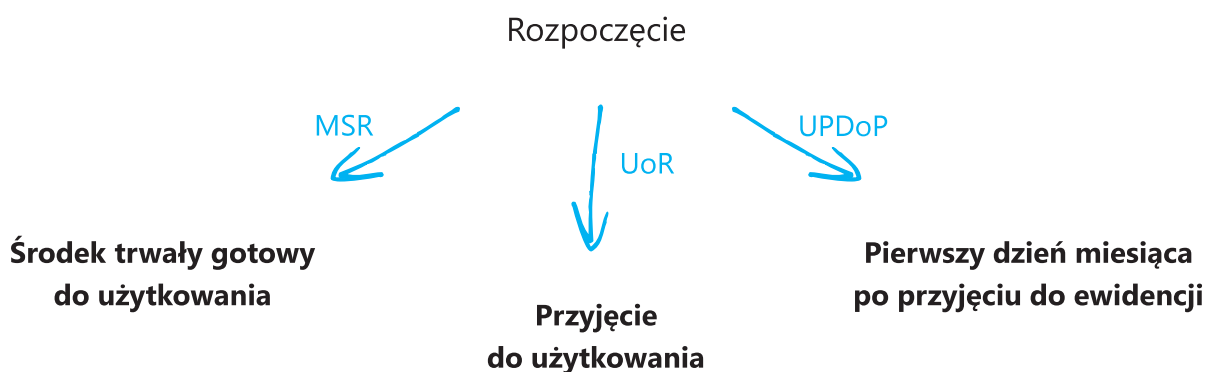 Rozpoczęcie
MSR
UoR
UPDoP
Środek trwały gotowy
do użytkowania
Przyjęcie
do użytkowania
Pierwszy dzień miesiąca
po przyjęciu do ewidencji